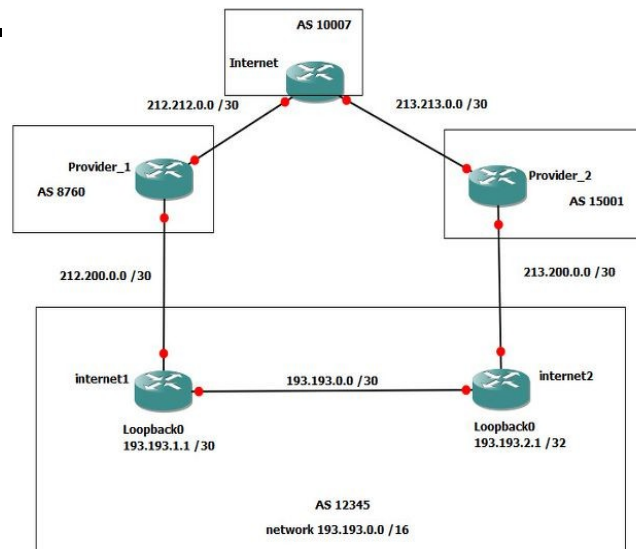 AS 10007
Internet
212.212.0.0 /30
213.213.0.0 /30
Provider_1
AS 8760
Provider_2
AS 15001
212.200.0.0 /30
213.200.0.0 /30
internet1
193.193.0.0 /30
internet2
Loopback0
193.193.1.1 /30
Loopback0
193.193.2.1 /32
AS 12345
network 193.193.0.0 /16